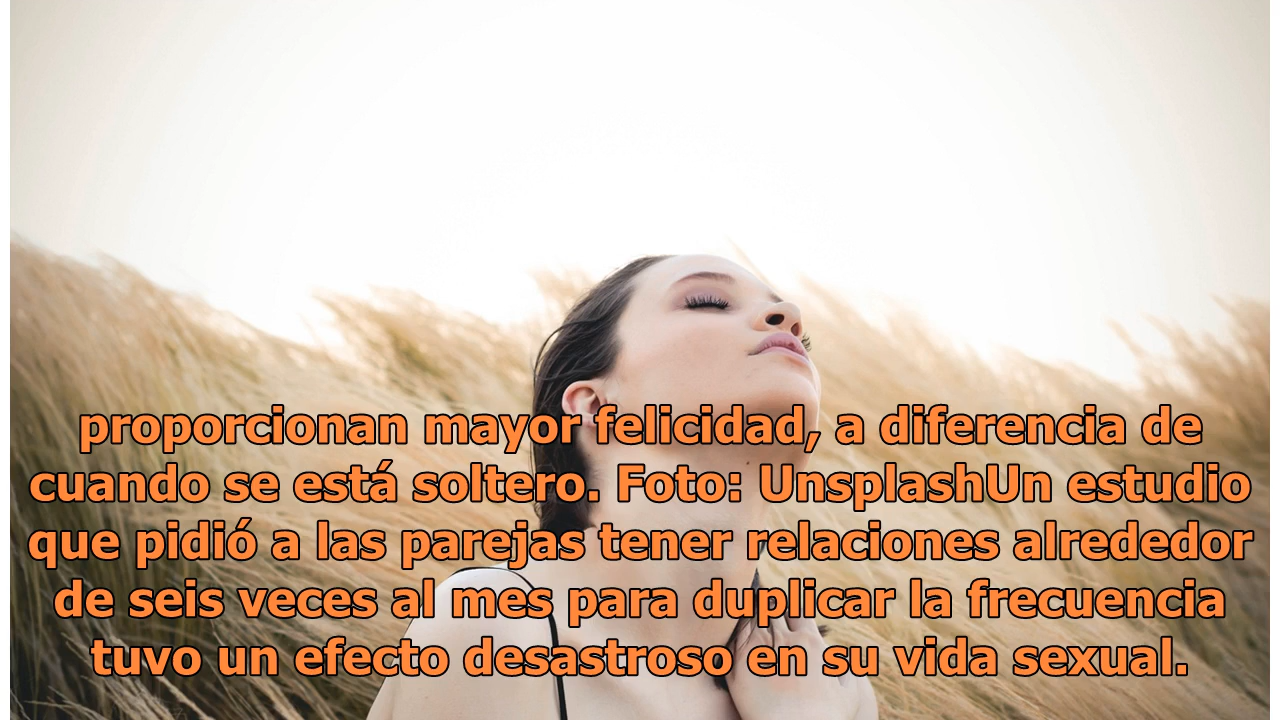 proporcionan mayor felicidad, a diferencia de
cuando se está soltero. Foto: UnsplashUn estudio
que pidió a las parejas tener relaciones alrededor
de seis veces al mes para duplicar la frecuencia
tuvo un efecto desastroso en su vida sexual.